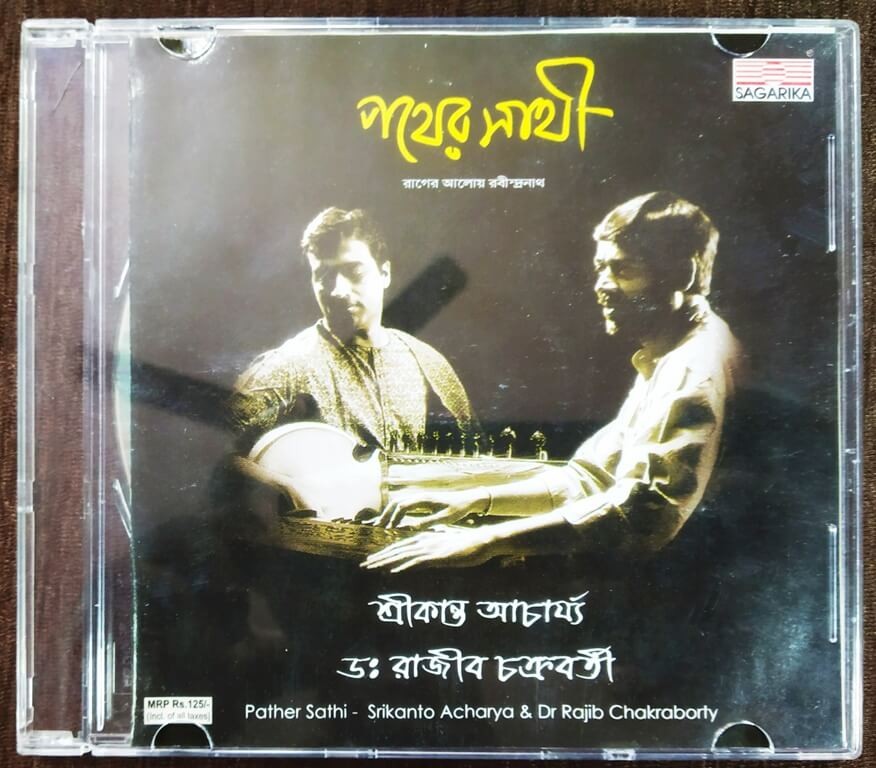 পথের সাথী
SAGARIKA
রাগের আলোয় রবীন্দ্রনাথ
শ্রীকান্ত আচার্য্য
ডঃ রাজীব চক্রবর্তী
MRP Rs.125/-
(incl. of all taxes)
Pather Sathi - Srikanto Acharya & Dr Rajib Chakraborty